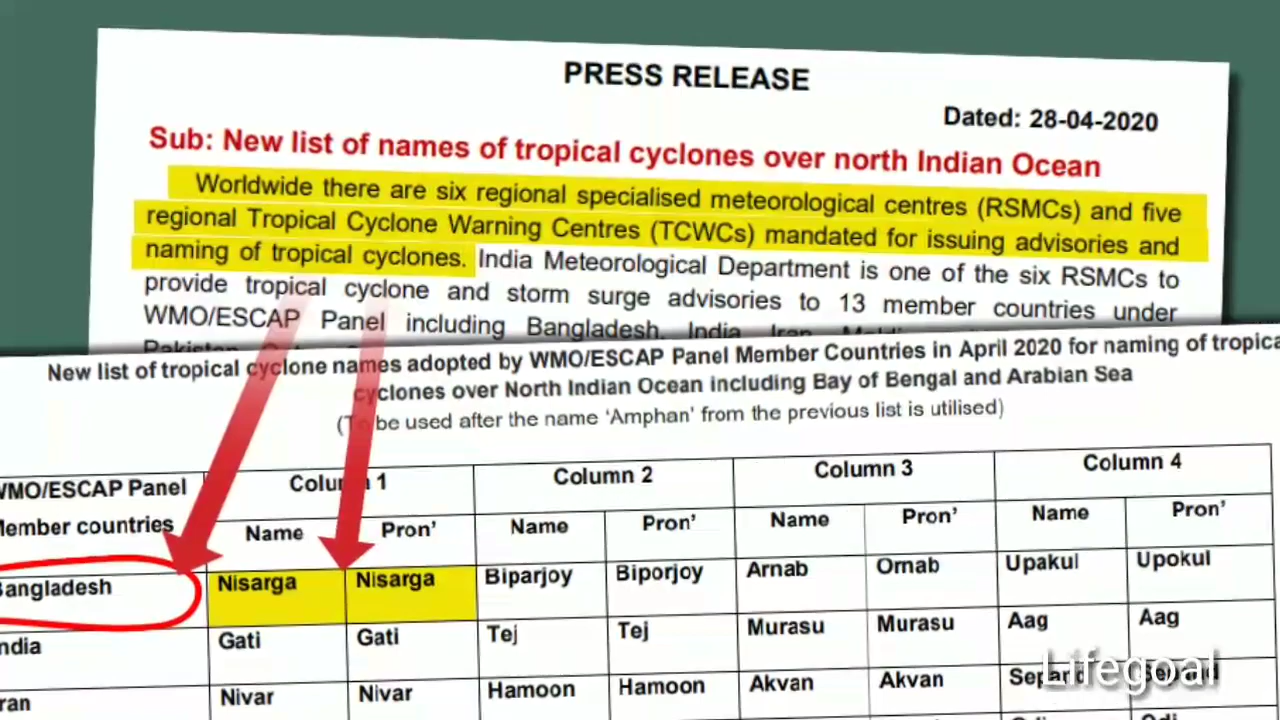 PRESS RELEASE
Dated: 28-04-2020
Sub: New list of names of tropical cyclones over north Indian Ocean
Worldwide there are six regional specialised meteorological centres (RSMCs) and five
regional Tropical Cyclone Warning Centres (TCWCs) mandated for issuing advisories and
naming of tropical cyclones. India Meteorological Department is one of the six RSMCs to
provide tropical cyclone and storm surge advisories to 13 member countries under
WMO/ESCAP Panel including Bangladesh, India, Iran,
New list of tropical cyclone names adopted by WMO/ESCAP Panel Member Countries in April 2020 for naming of tropica
cyclones over North Indian Ocean including Bay of Bengal and Arabian Sea
(To be used after the name ‘Amphan’ from the previous list is utilised)
WMO/ESCAP Panel Column 1 Column 2 Column 3 Column 4
Member countries Name Pron’ Name Pron’ Name Pron’ Name Pron’
Bangladesh Nisarga Nisarga Biparjoy Biporjoy Arnab Ornab Upakul Upokul
ndia Gati Gati Tej Tej Murasu Murasu Aag Aag
ran Nivar Nivar Hamoon Hamoon Akvan Akvan
Lifegoal